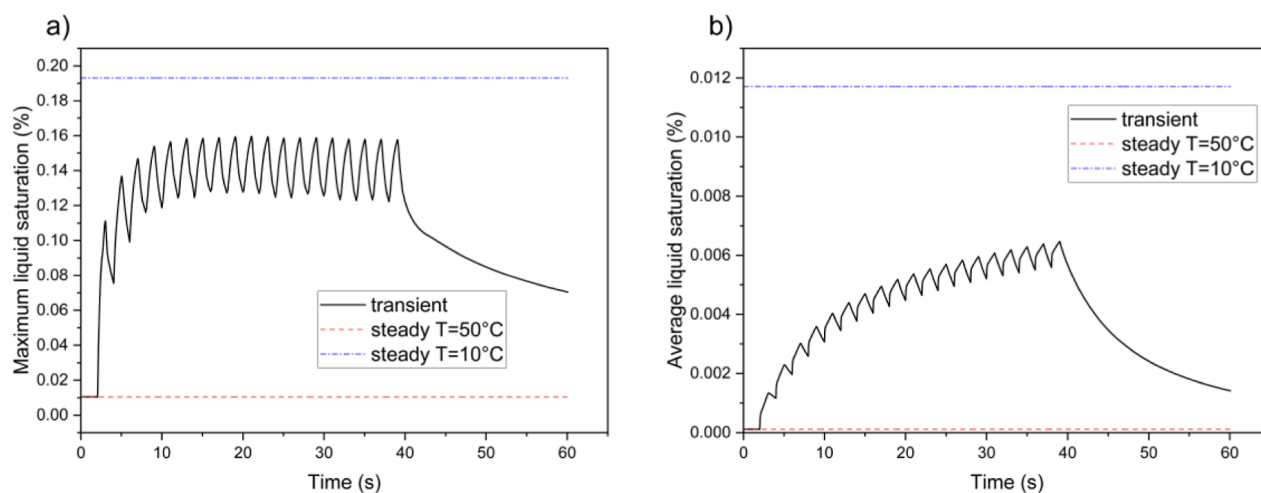 a)
Maximum liquid saturation (%)
0.20
0.18
0.16
0.14
0.12
0.10
0.08
0.06
0.04
0.02
0.00
transient
steady T=50°C
steady T=10°C
0 10 20 30 40 50 60
Time (s)
b)
Average liquid saturation (%)
0.012
0.010
0.008
0.006
0.004
0.002
0.000
transient
steady T=50°C
steady T=10°C
0 10 20 30 40 50 60
Time (s)